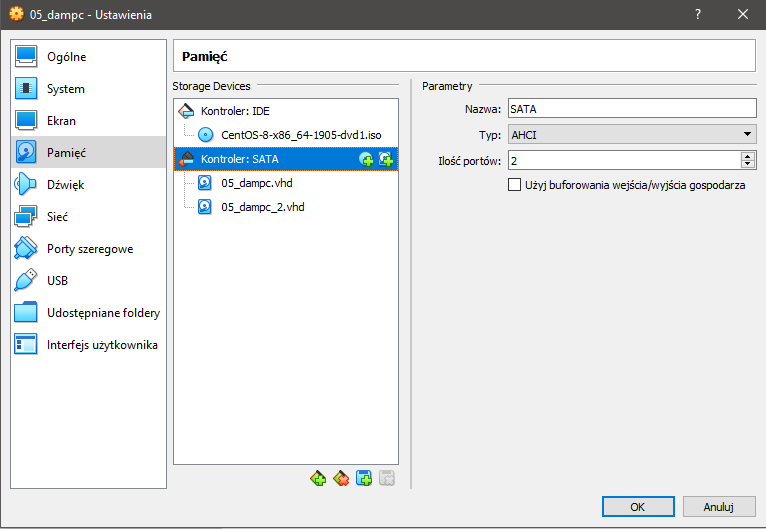 05_dampc - Ustawienia
?
Ogólne
System
Ekran
Pamięć
Dźwięk
Sieć
Porty szeregowe
USB
Udostępniane foldery
Interfejs użytkownika
Pamięć
Storage Devices
Kontroler: IDE
CentOS-8-x86_64-1905-dvd1.iso
Kontroler: SATA
05_dampc.vhd
05_dampc_2.vhd
Parametry
Nazwa: SATA
Typ: AHCI
Ilość portów: 2
Użyj buforowania wejścia/wyjścia gospodarza
OK
Anuluj